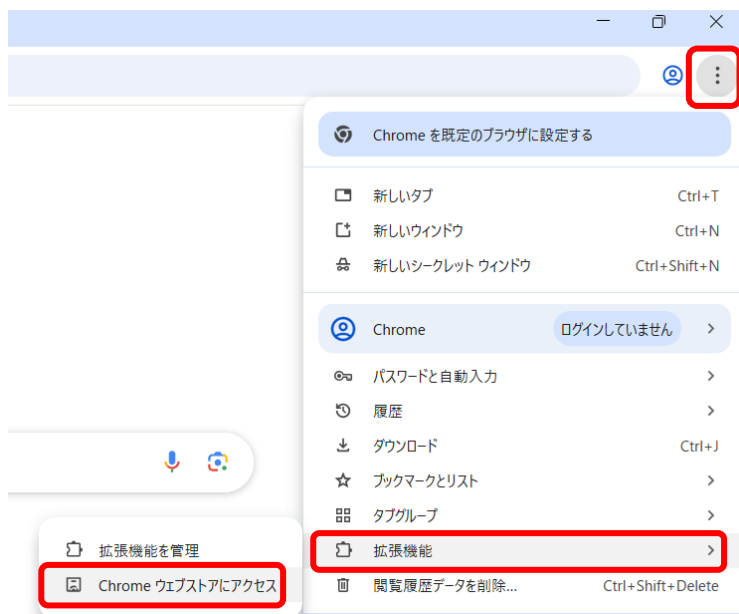 Chrome を既定のブラウザに設定する
新しいタブ Ctrl+T
新しいウィンドウ Ctrl+N
新しいシークレット ウィンドウ Ctrl+Shift+N
Chrome ログインしていません
パスワードと自動入力
履歴
ダウンロード Ctrl+J
ブックマークとリスト
タブグループ
拡張機能
拡張機能を管理
Chrome ウェブストアにアクセス
閲覧履歴データを削除... Ctrl+Shift+Delete